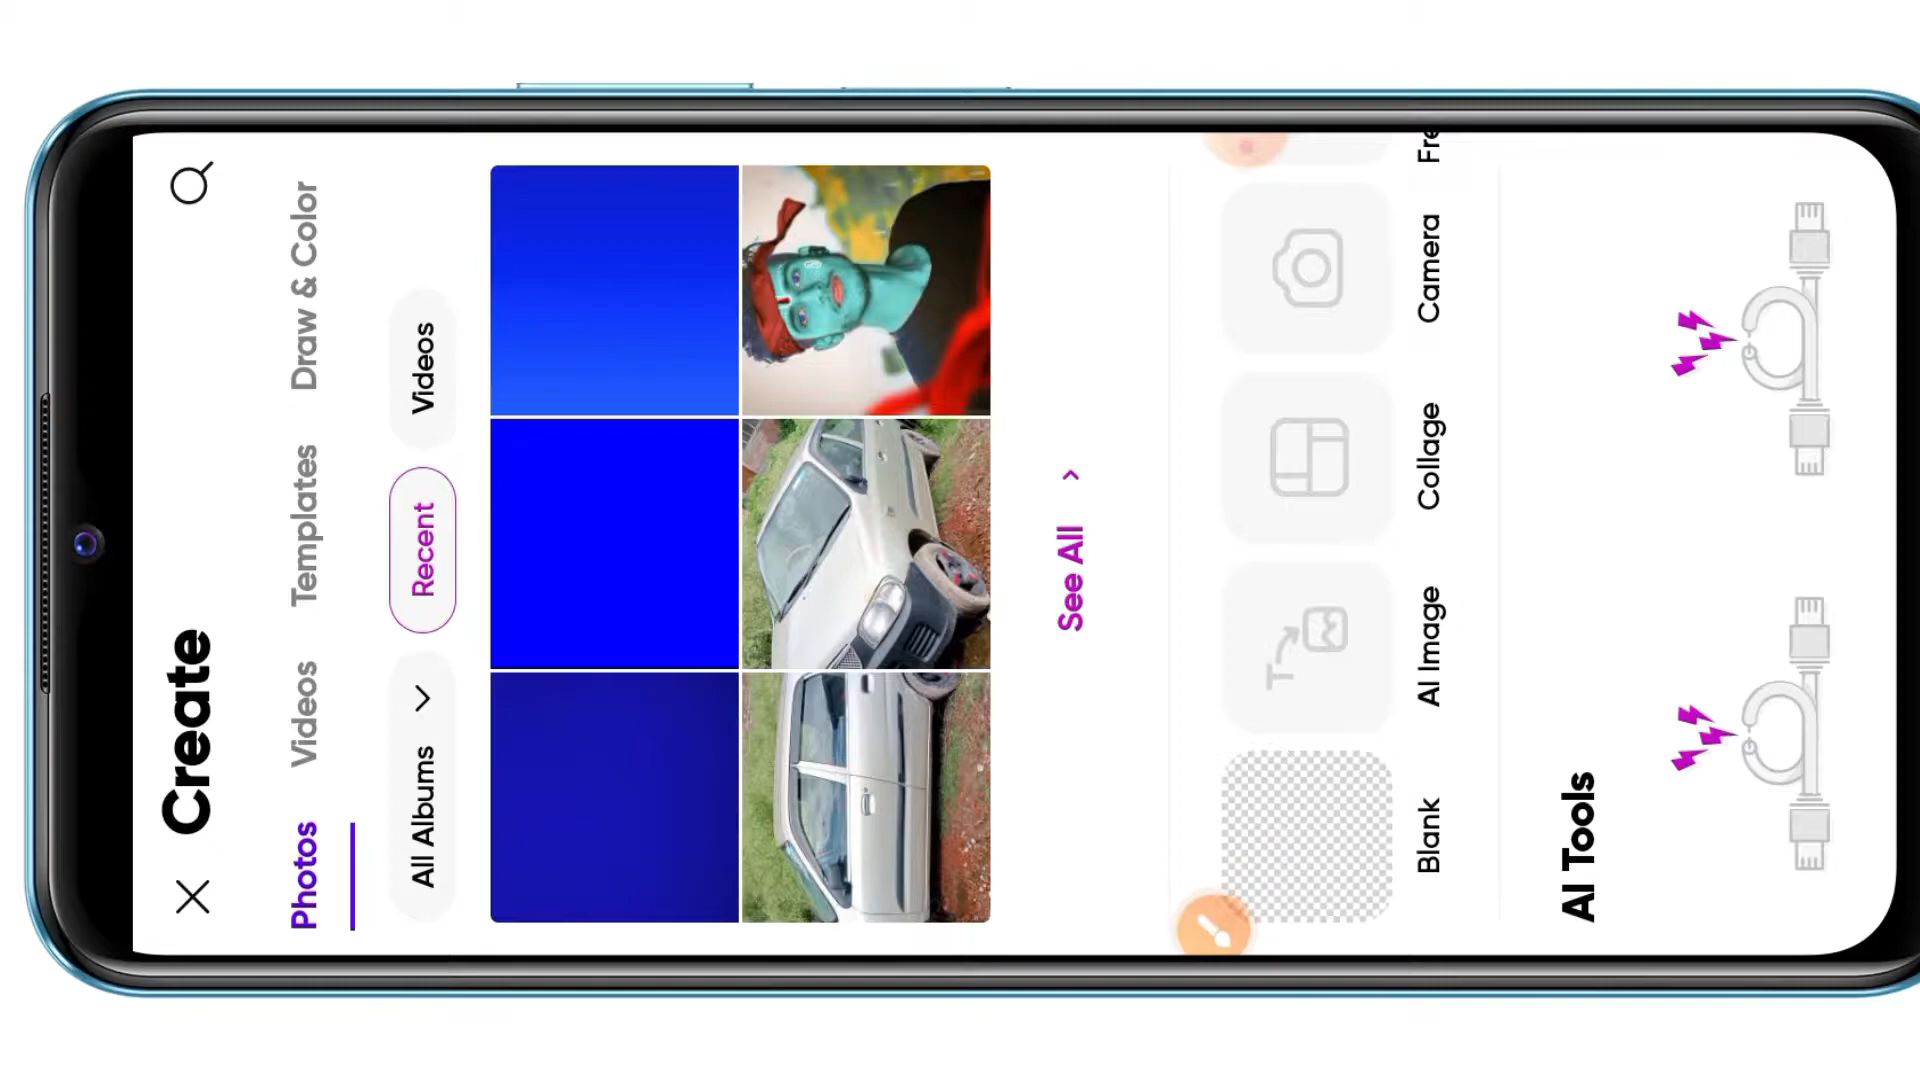 Create
Photos Videos Templates Draw & Color
All Albums Recent Videos
See All >
Blank AI Image Collage Camera Fre
AI Tools